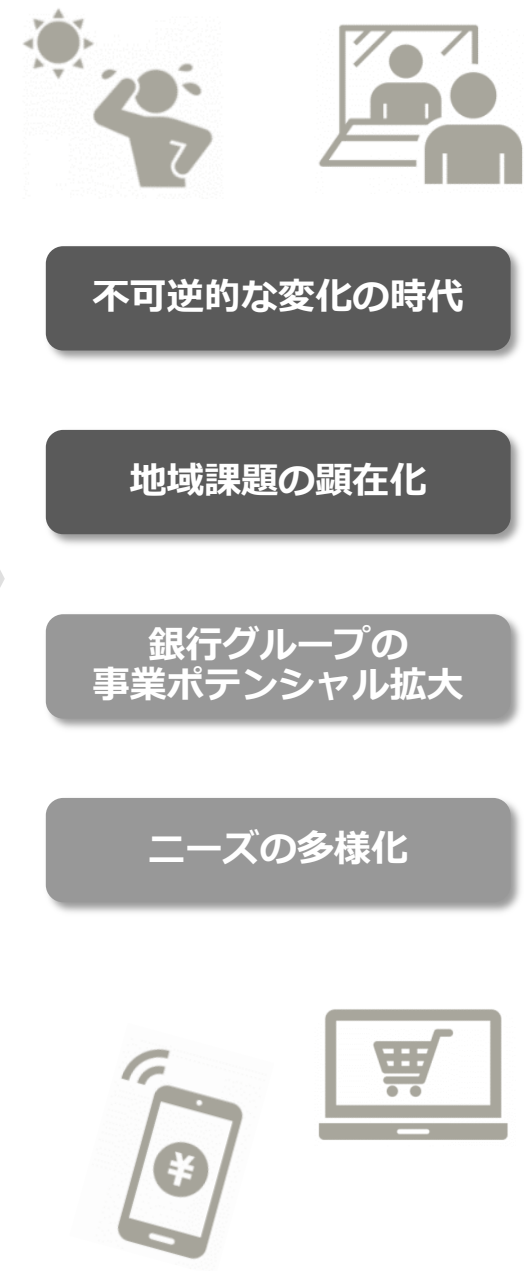 不可逆的な変化の時代
地域課題の顕在化
銀行グループの
事業ポテンシャル拡大
ニーズの多様化
¥